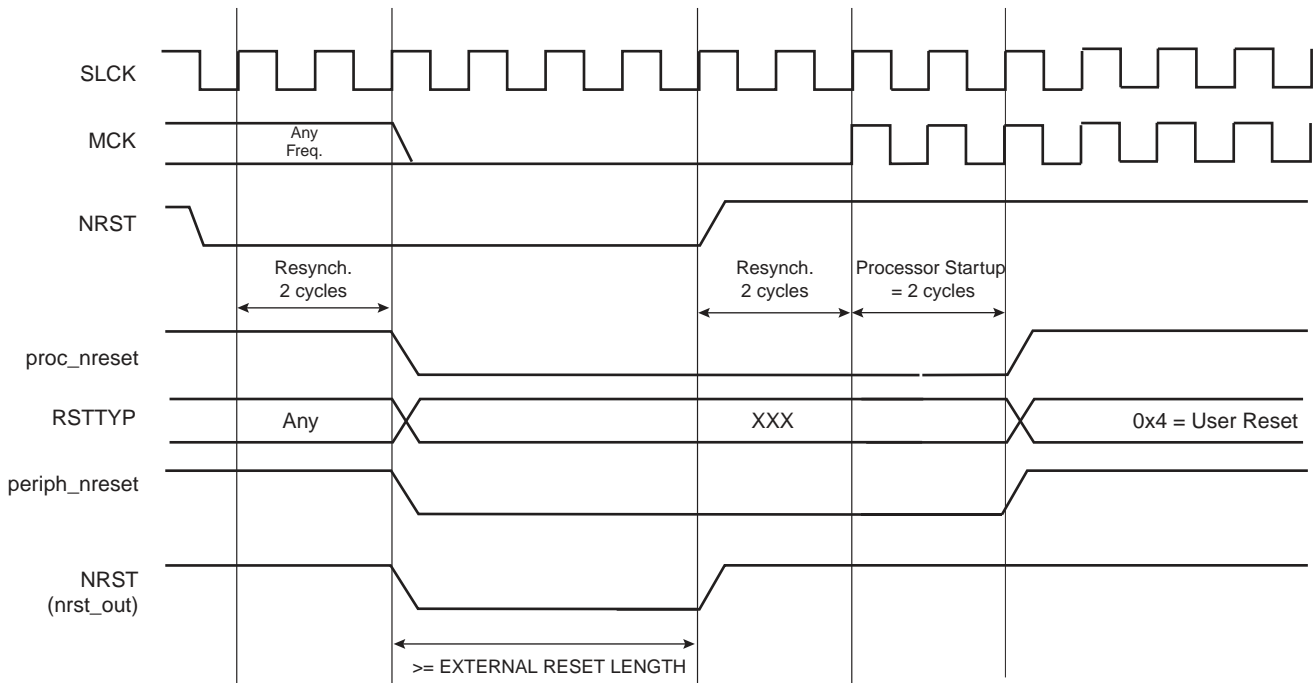 SLCK
MCK
Any
Freq.
NRST
Resynch.
2 cycles
Resynch.
2 cycles
Processor Startup
= 2 cycles
proc_nreset
RSTTYP
Any
XXX
0x4 = User Reset
periph_nreset
NRST
(nrst_out)
>= EXTERNAL RESET LENGTH